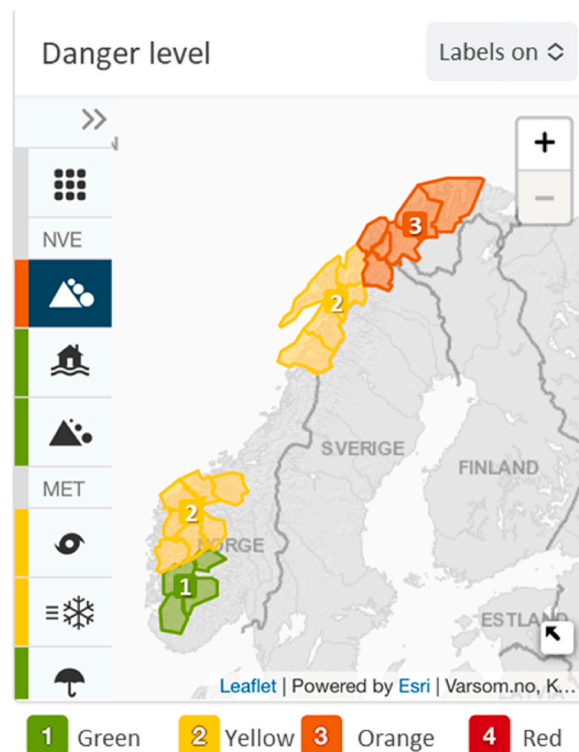 Danger level
Labels on
NVE
MET
3
2
SVERIGE
FINLAND
2
NORGE
1
ESTLAND
Leaflet | Powered by Esri | Varsom.no, K...
1 Green 2 Yellow 3 Orange 4 Red